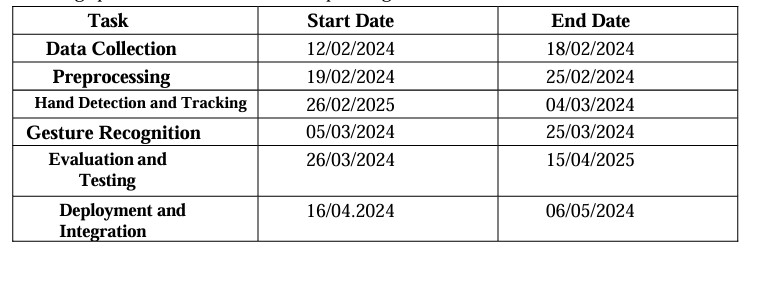 Task Start Date End Date
Data Collection 12/02/2024 18/02/2024
Preprocessing 19/02/2024 25/02/2024
Hand Detection and Tracking 26/02/2025 04/03/2024
Gesture Recognition 05/03/2024 25/03/2024
Evaluation and 26/03/2024 15/04/2025
Testing
Deployment and 16/04.2024 06/05/2024
Integration